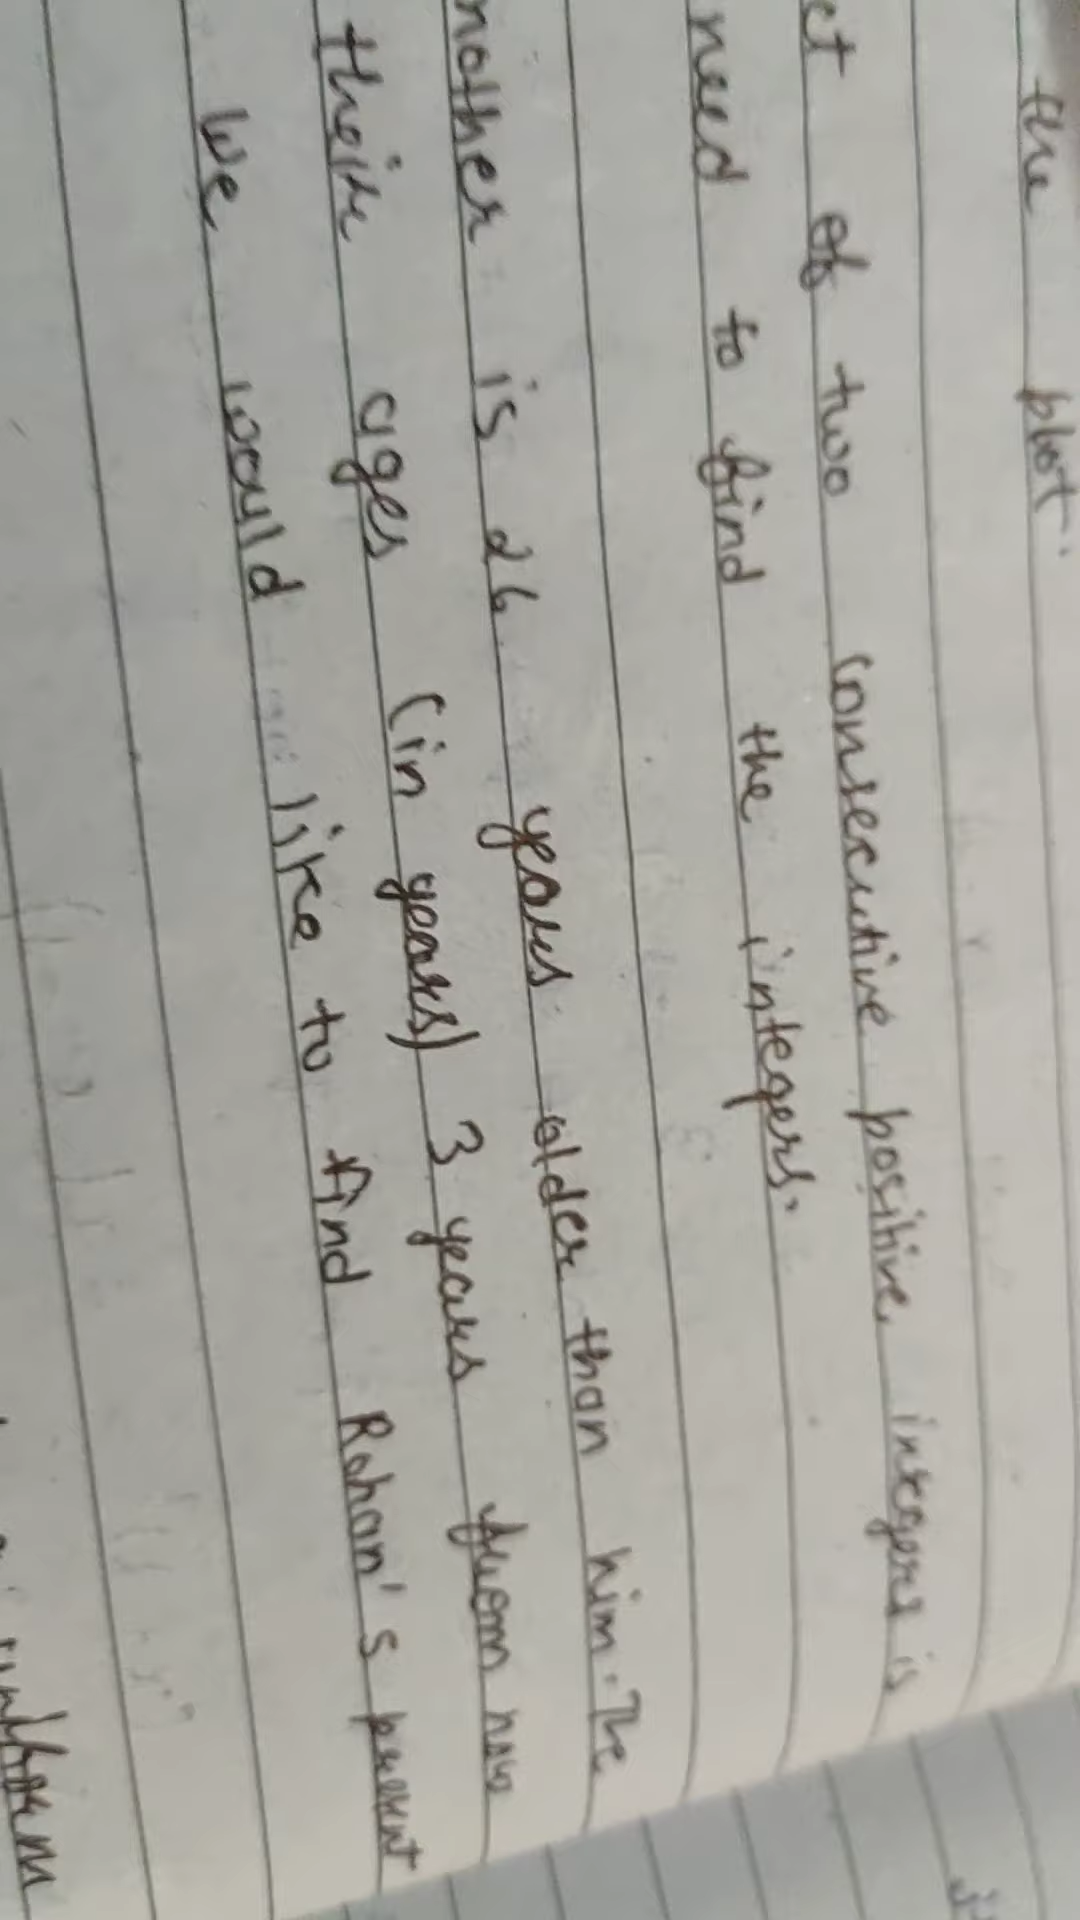 the plot.
ct of two consecutive positive integers is
need to find the integers.
mother is 26 years older than him. The
their ages (in years) 3 years from now
we would like to find Rohan's present